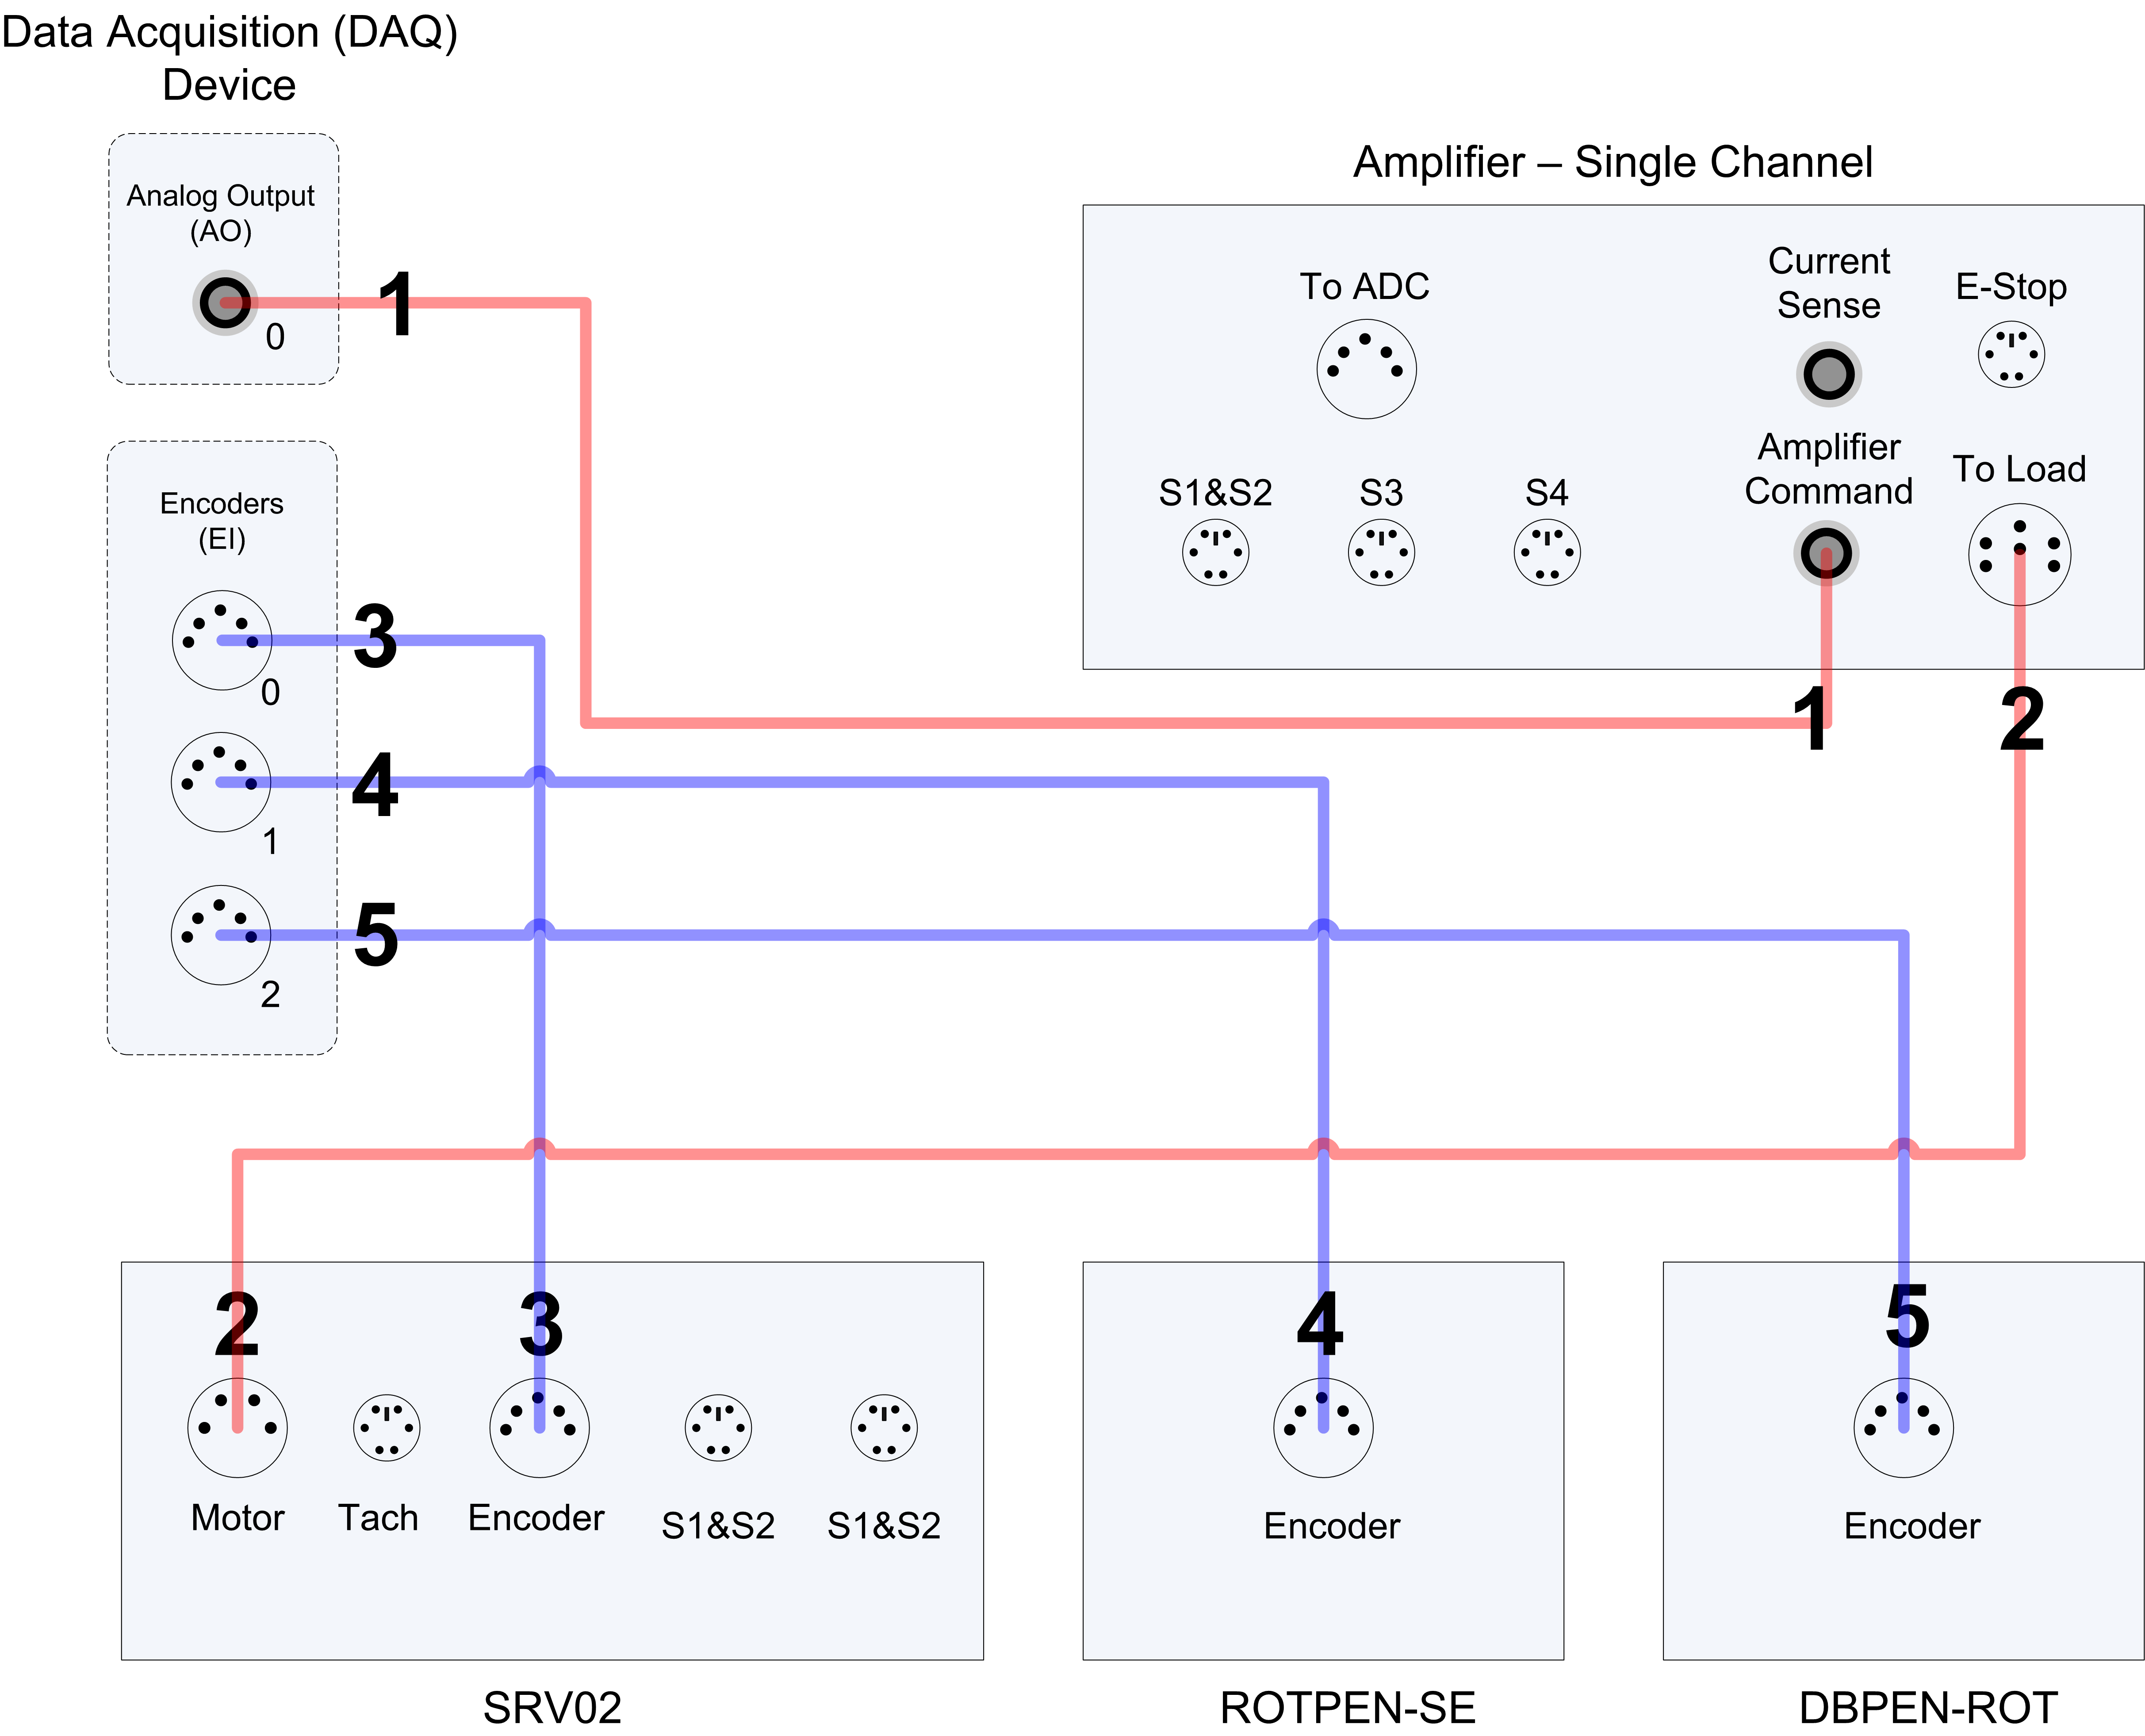 Data Acquisition (DAQ)
Device
Analog Output
(AO)
0
1
Amplifier – Single Channel
To ADC
Current
Sense
E-Stop
S1&S2
S3
S4
Amplifier
Command
To Load
1
2
Encoders
(EI)
3
0
4
1
5
2
2
3
Motor
Tach
Encoder
S1&S2
S1&S2
SRV02
4
Encoder
ROTPEN-SE
5
Encoder
DBPEN-ROT